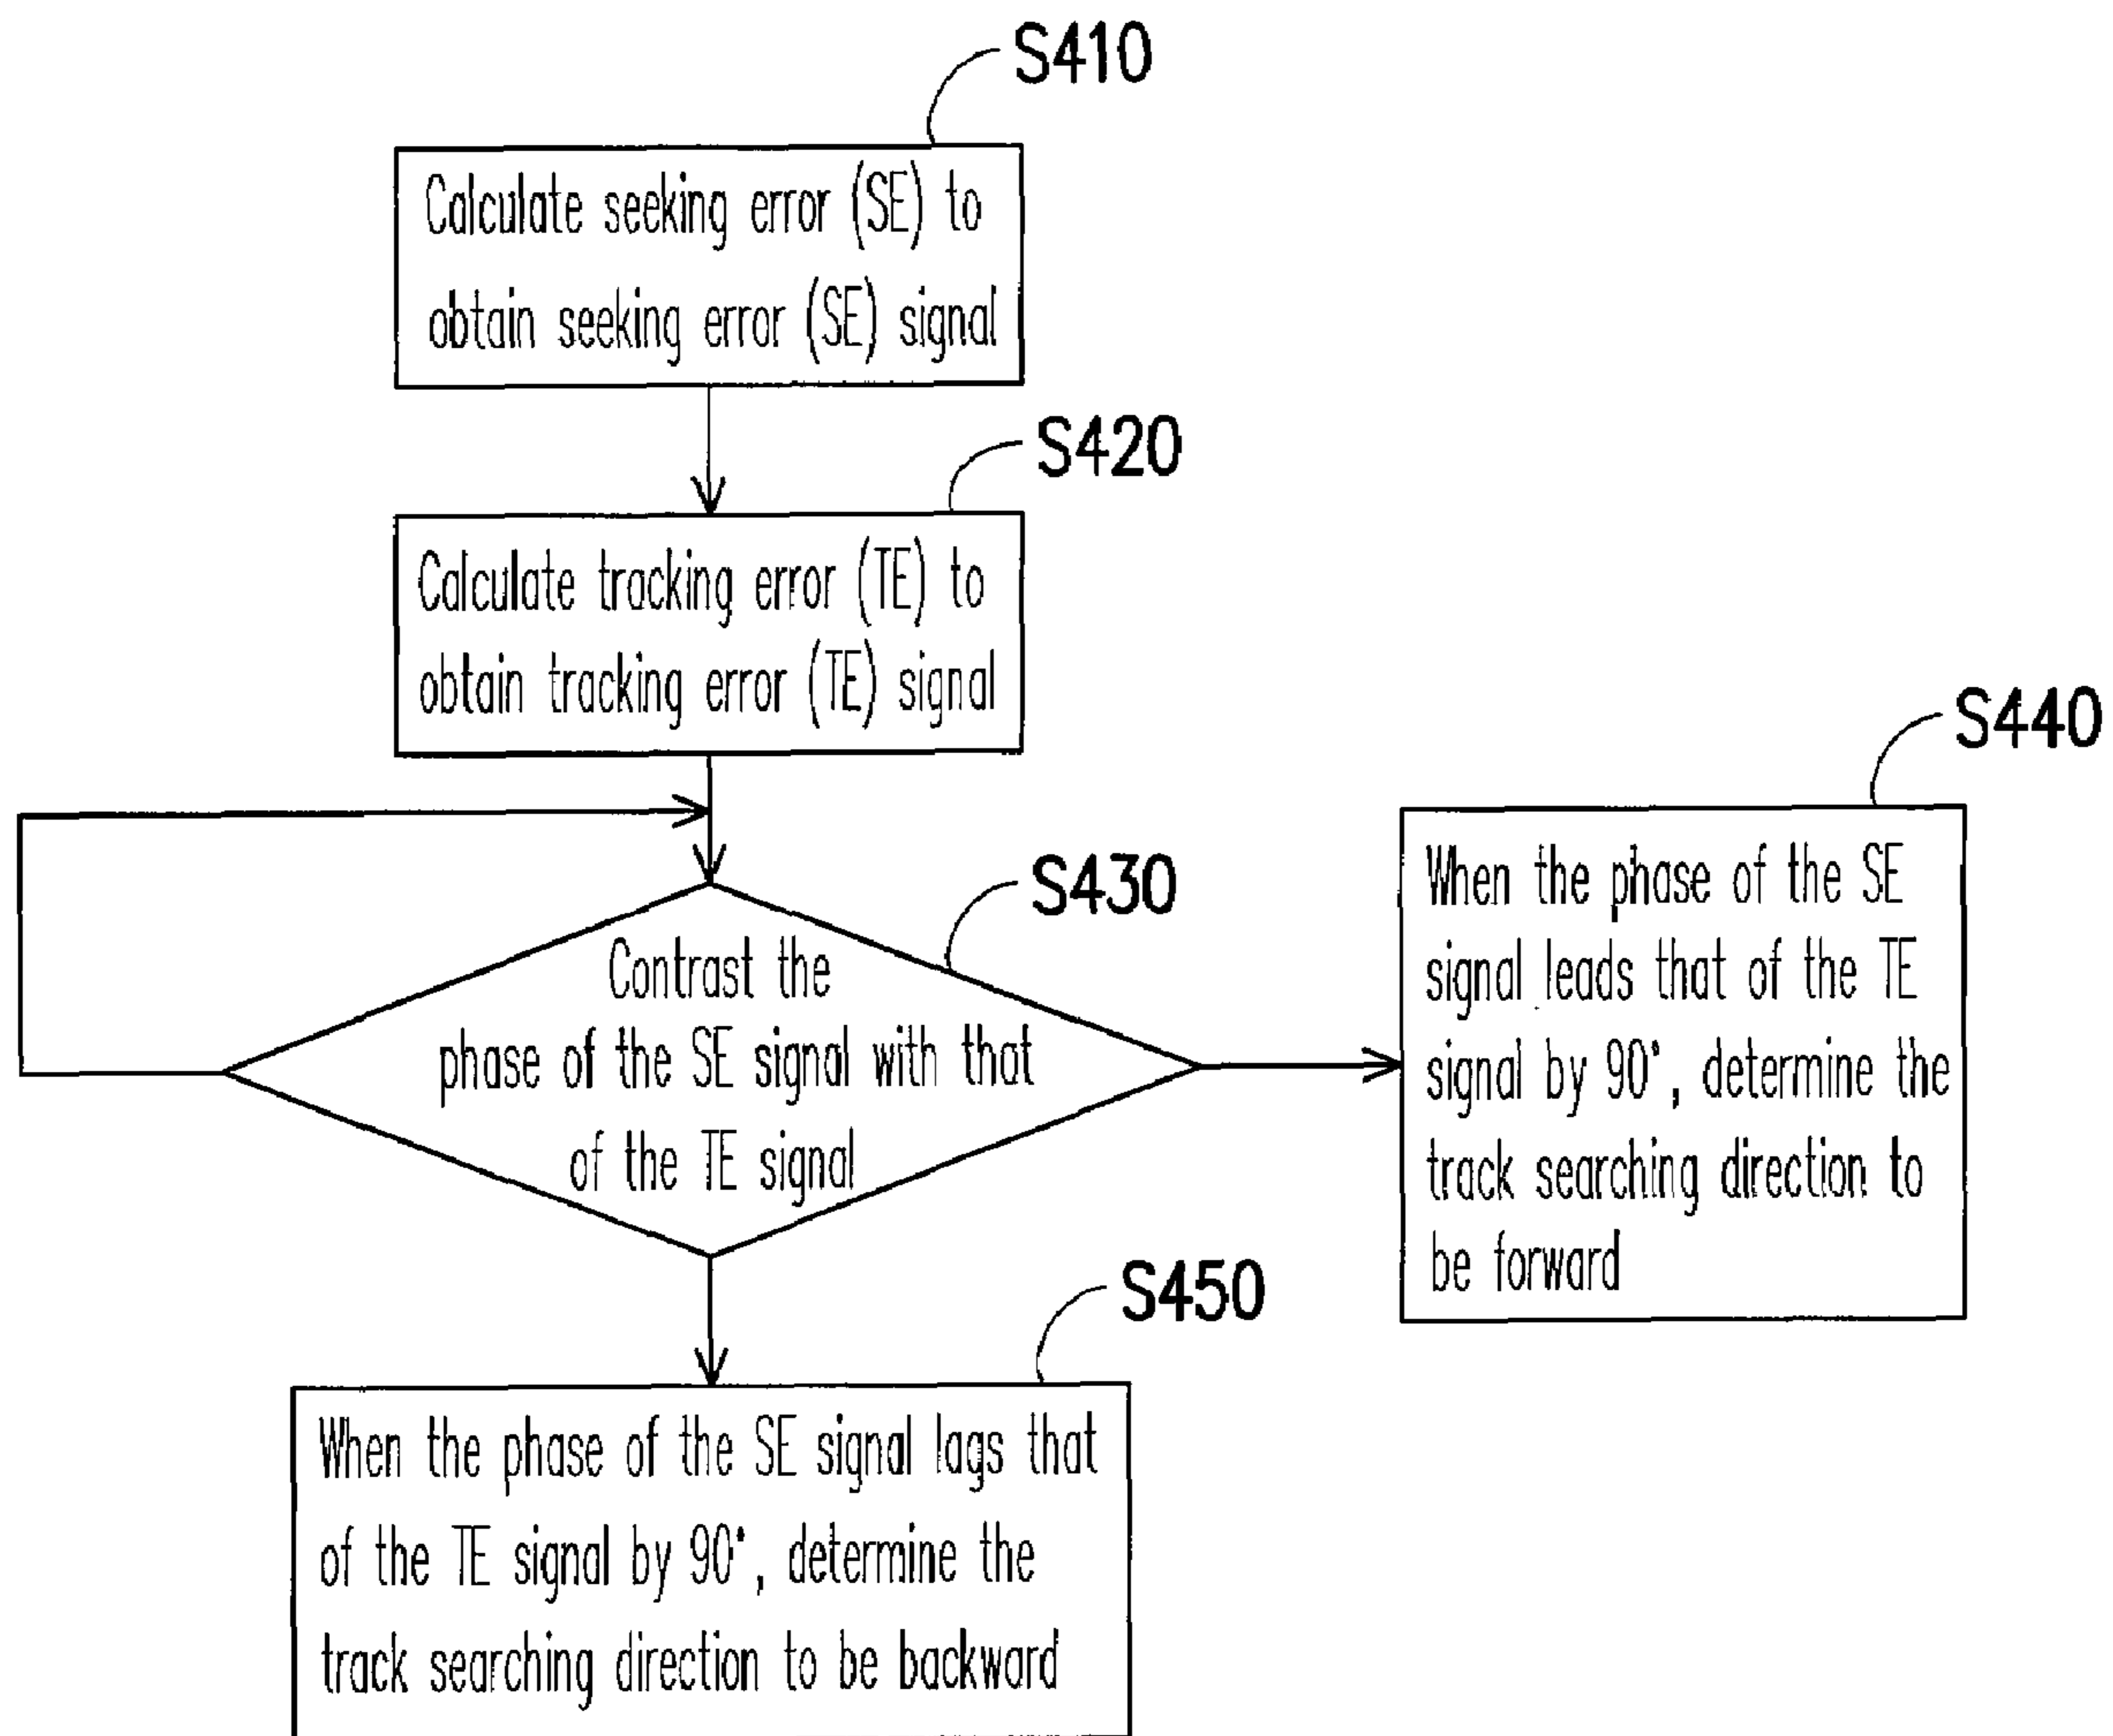 S410
Calculate seeking error (SE) to
obtain seeking error (SE) signal
S420
Calculate tracking error (TE) to
obtain tracking error (TE) signal
S430
Contrast the
phase of the SE signal with that
of the TE signal
S440
When the phase of the SE
signal leads that of the TE
signal by 90°, determine the
track searching direction to
be forward
S450
When the phase of the SE signal lags that
of the TE signal by 90°, determine the
track searching direction to be backward